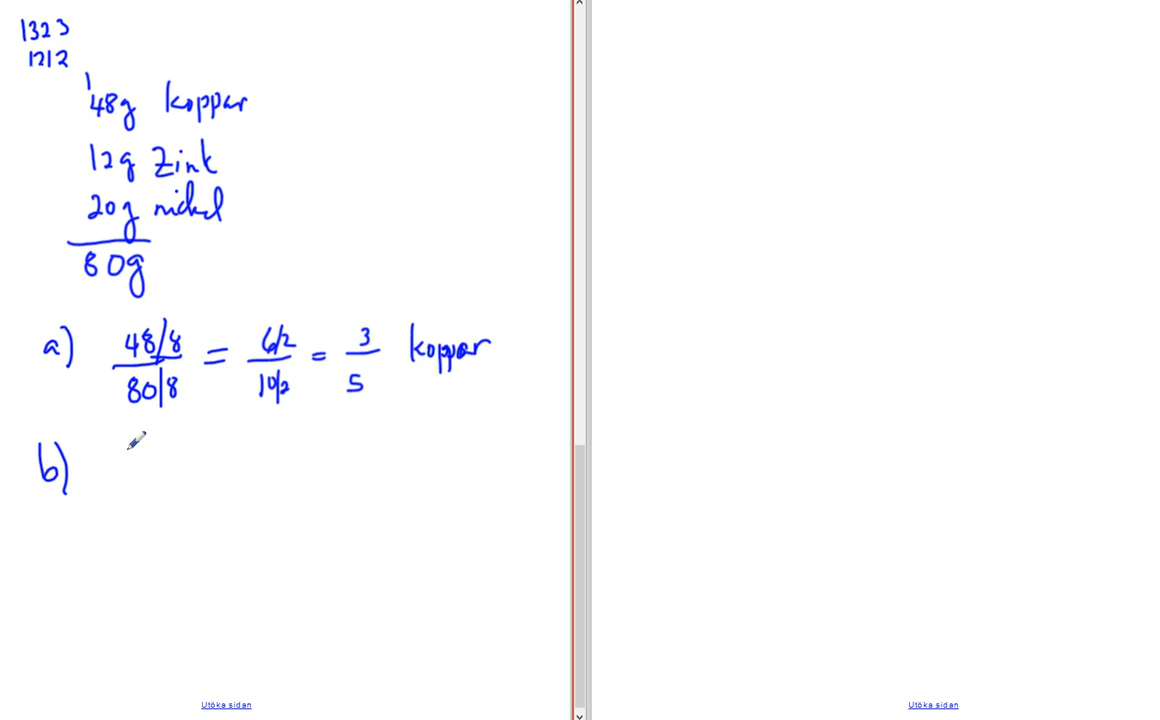 1323
1212
1
48g koppar
12g Zink
20g nickel
80g
a) 48/8 / 80/8 = 6/2 / 10/2 = 3/5 koppar
b)
Utöka sidan Utöka sidan